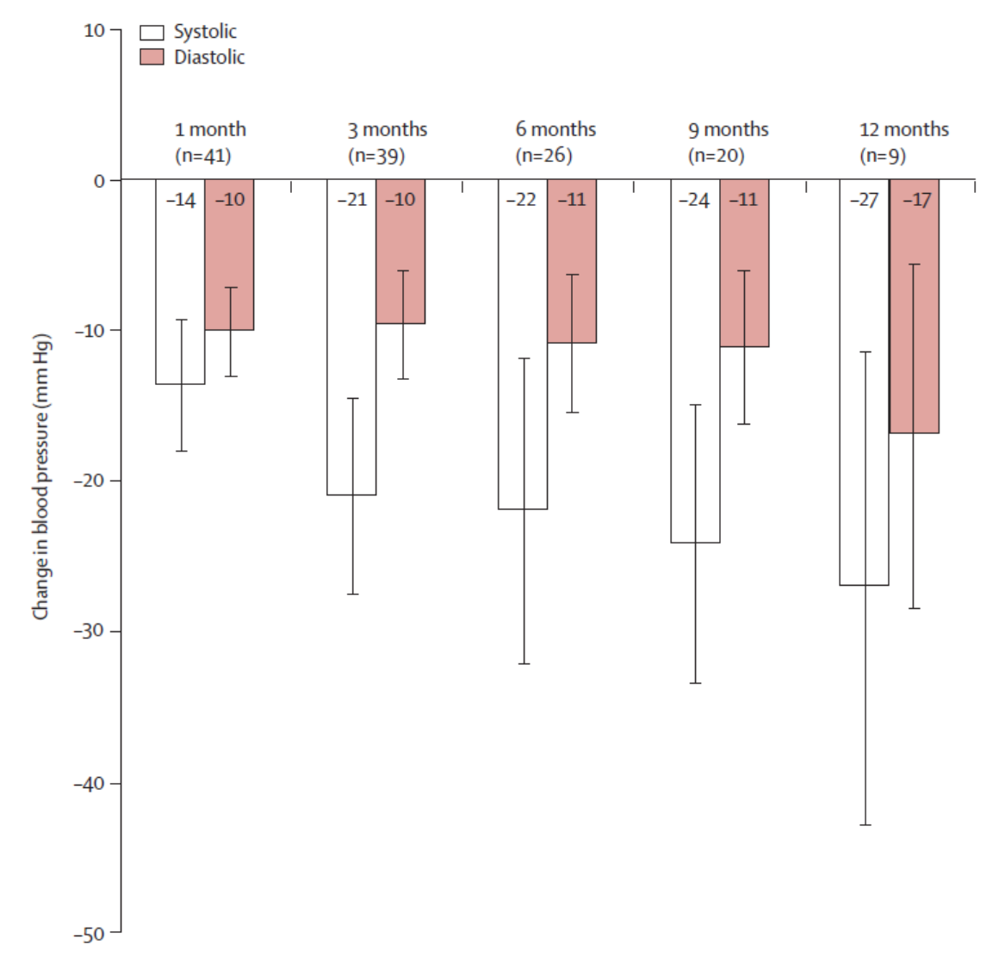 10
Systolic
Diastolic
1 month
(n=41)
3 months
(n=39)
6 months
(n=26)
9 months
(n=20)
12 months
(n=9)
0
–14 –10
–21 –10
–22 –11
–24 –11
–27 –17
–10
–20
–30
–40
–50
Change in blood pressure (mm Hg)